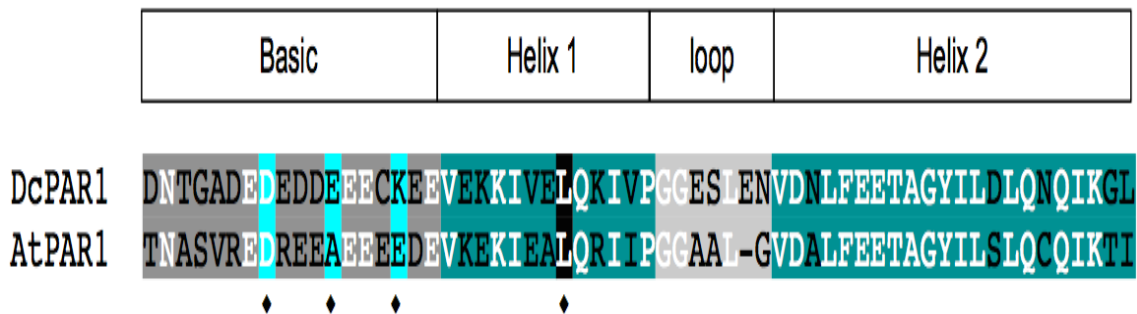 Basic Helix 1 loop Helix 2
DcPAR1 DNTGADEDEDDEEECKEEVEKKIVELQKIVPGGESLENVDNLFEETAGYILDLQNQIKGL
AtPAR1 TNASVREDREEAEEEEDEVKEKIEALQRIIPGGAAL-GVDALFEETAGYILSLQCQIKTI